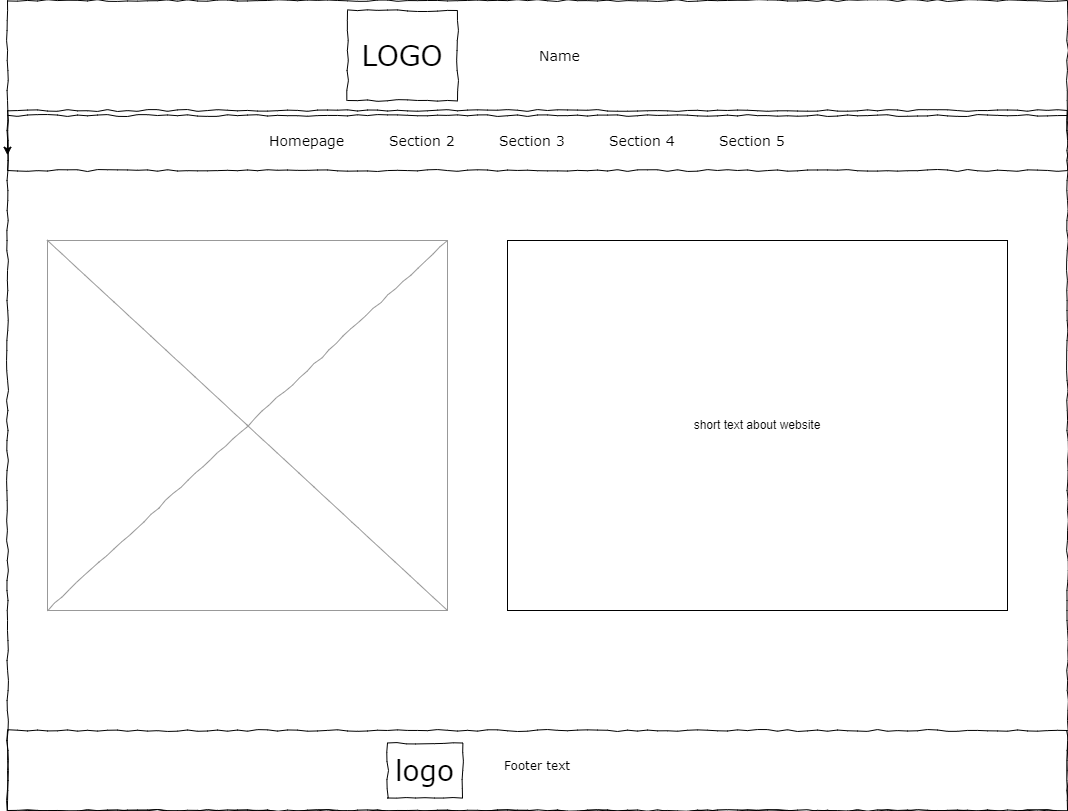 LOGO
Name
Homepage Section 2 Section 3 Section 4 Section 5
short text about website
logo
Footer text